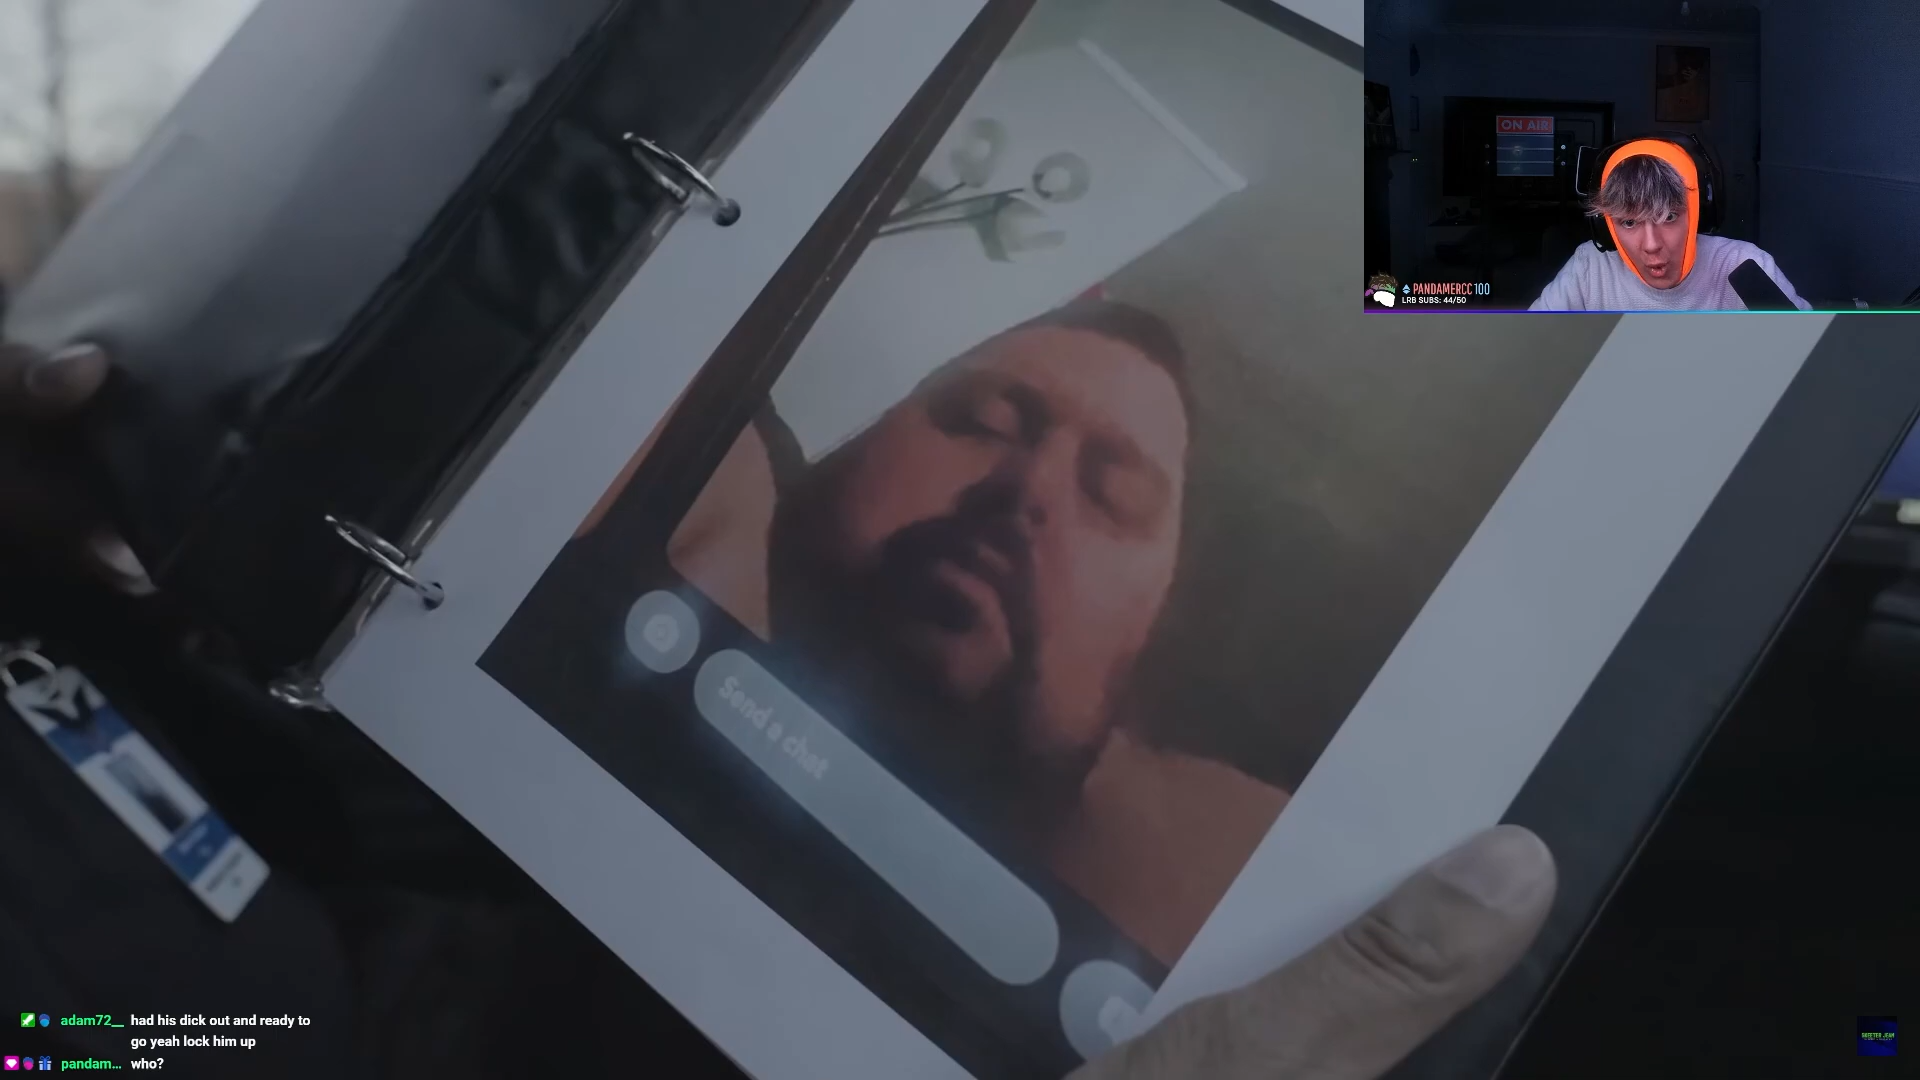 ON AIR
PANDAMERCC 100
LRB SUBS: 44/50
Send a chat
adam72__ had his dick out and ready to
go yeah lock him up
pandam... who?